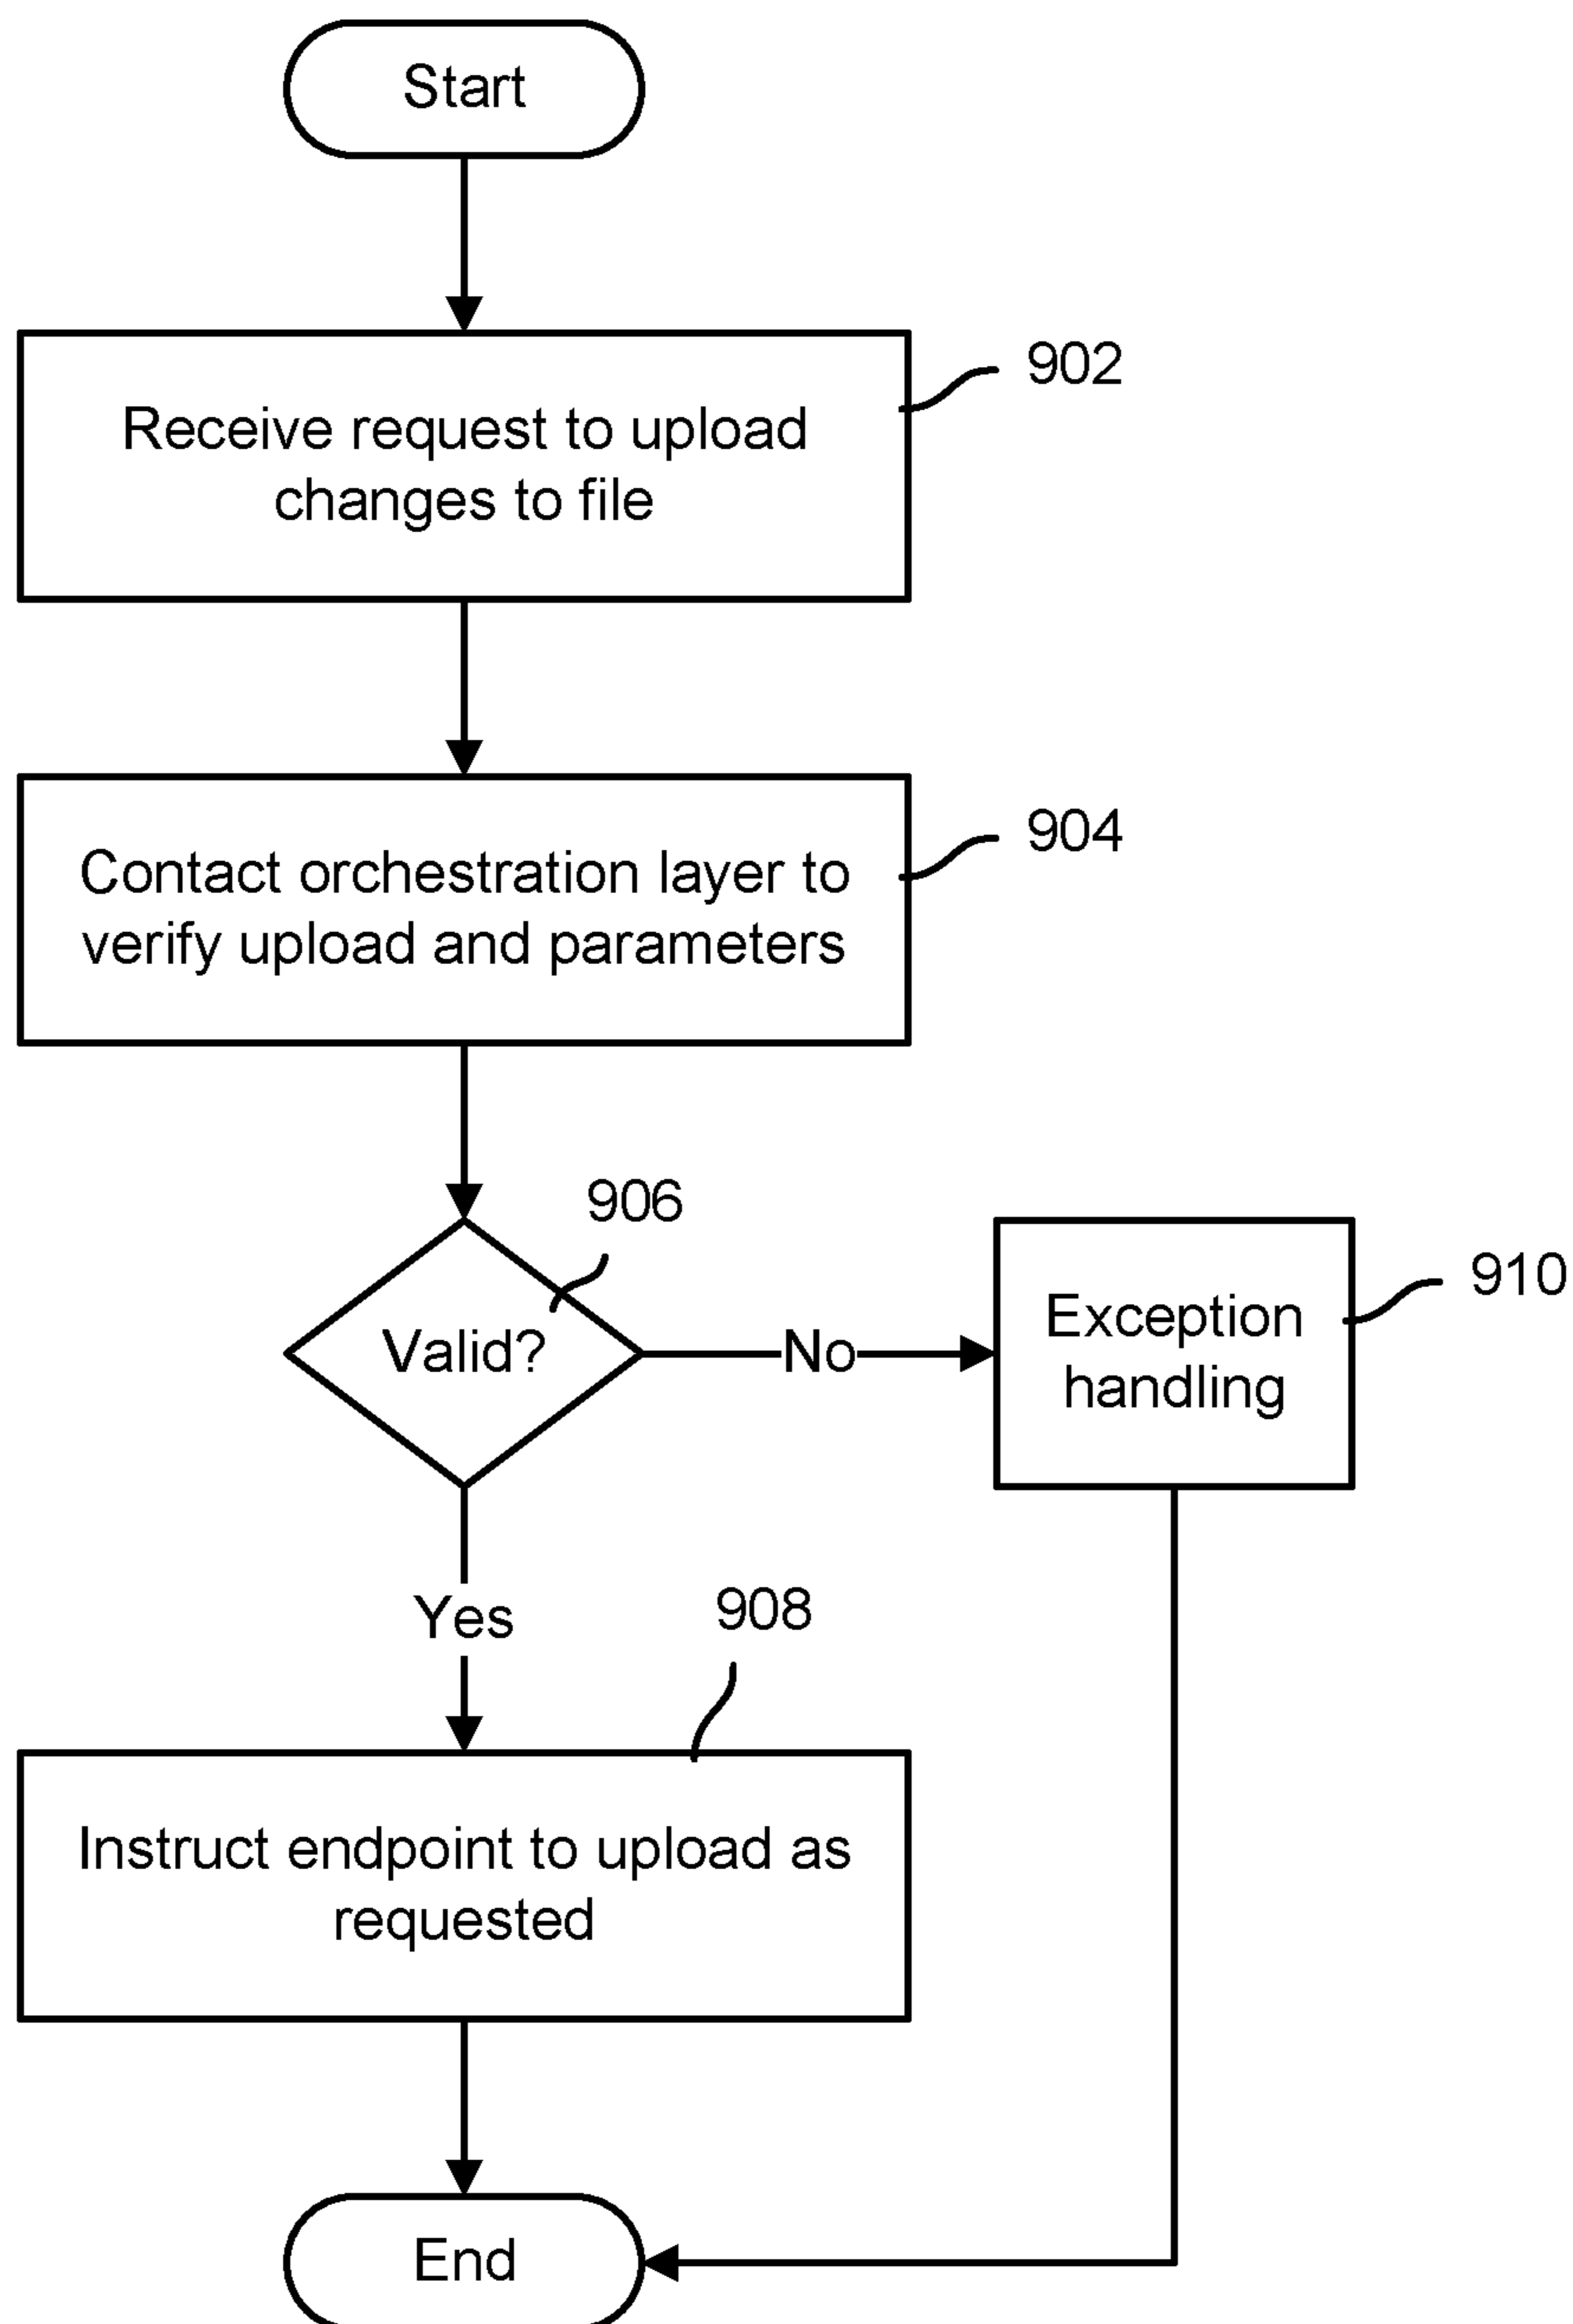 Start
902
Receive request to upload
changes to file
904
Contact orchestration layer to
verify upload and parameters
906
Valid?
No
Exception
handling
910
Yes
908
Instruct endpoint to upload as
requested
End